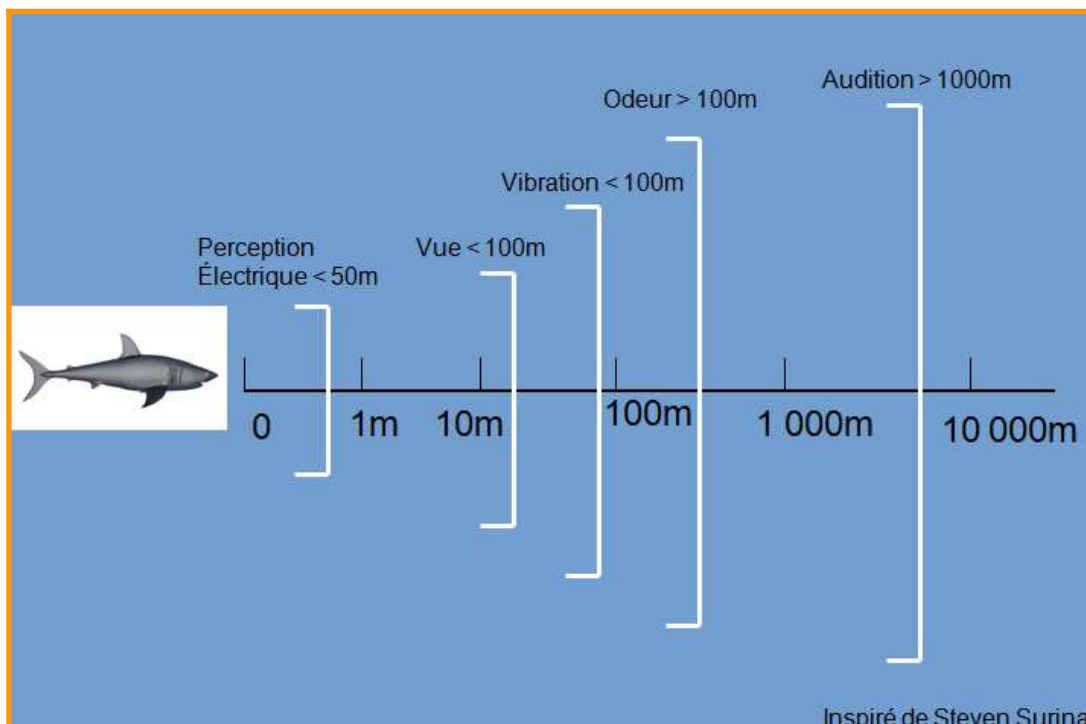 Audition > 1000m
Odeur > 100m
Vibration < 100m
Perception
Électrique < 50m
Vue < 100m
0
1m
10m
100m
1 000m
10 000m
Inspiré de Steven Surina